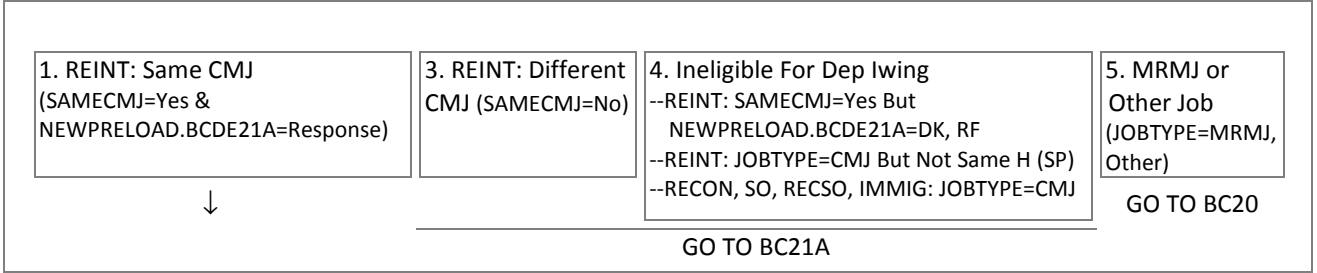 1. REINT: Same CMJ
(SAMECMJ=Yes &
NEWPRELOAD.BCDE21A=Response)
↓
3. REINT: Different
CMJ (SAMECMJ=No)
4. Ineligible For Dep Iwing
--REINT: SAMECMJ=Yes But
NEWPRELOAD.BCDE21A=DK, RF
--REINT: JOBTYPE=CMJ But Not Same H (SP)
--RECON, SO, RECSO, IMMIG: JOBTYPE=CMJ
5. MRMJ or
Other Job
(JOBTYPE=MRMJ,
Other)
GO TO BC20
GO TO BC21A